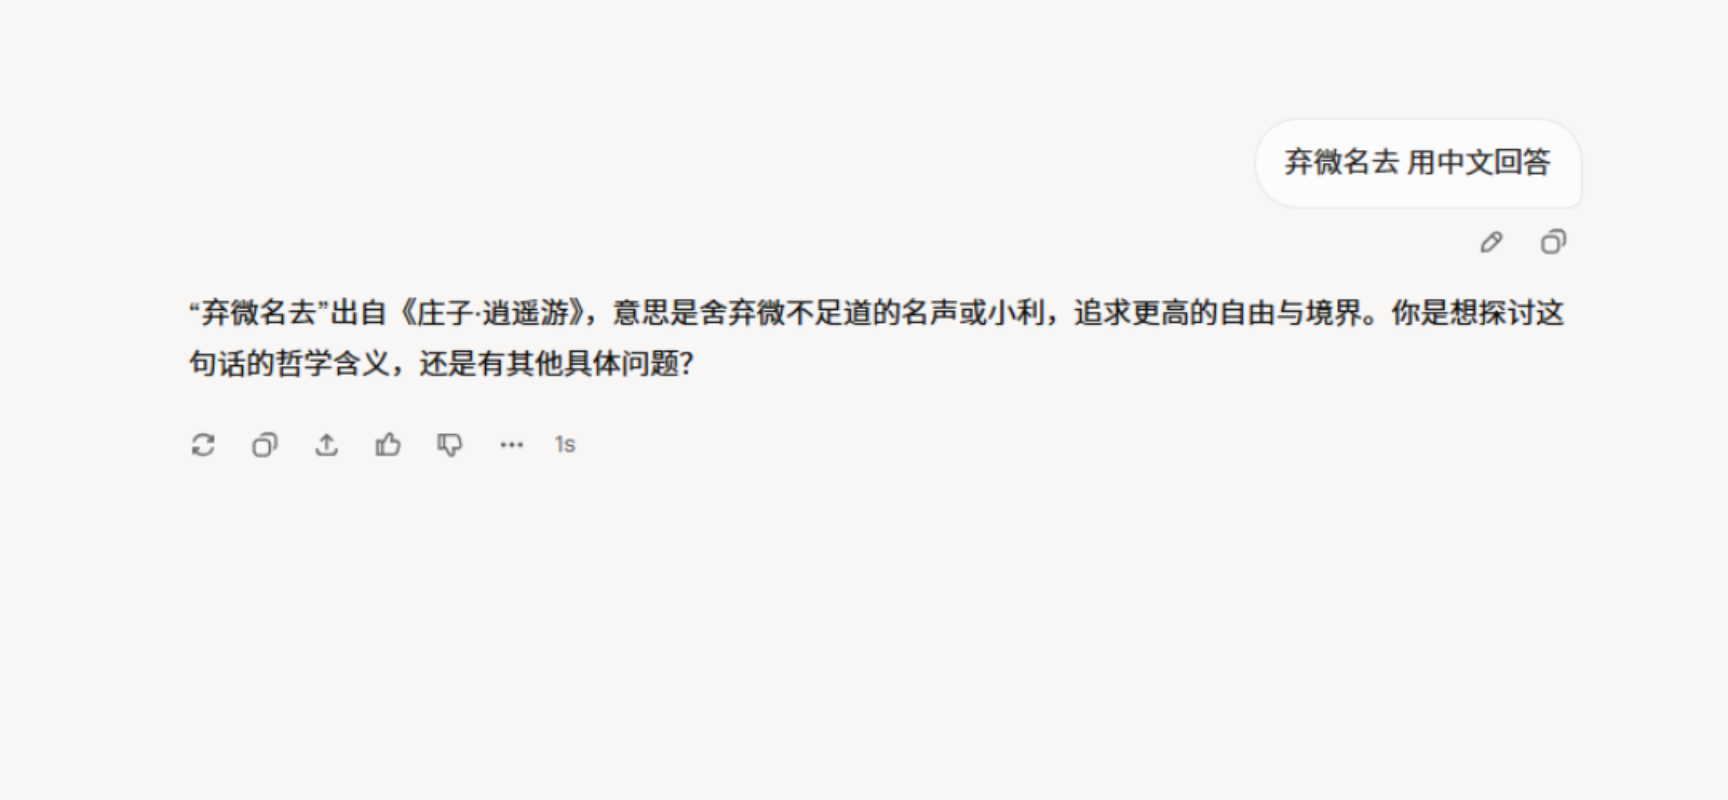 弃微名去 用中文回答
“弃微名去”出自《庄子·逍遥游》，意思是舍弃微不足道的名声或小利，追求更高的自由与境界。你是想探讨这
句话的哲学含义，还是有其他具体问题？
1s